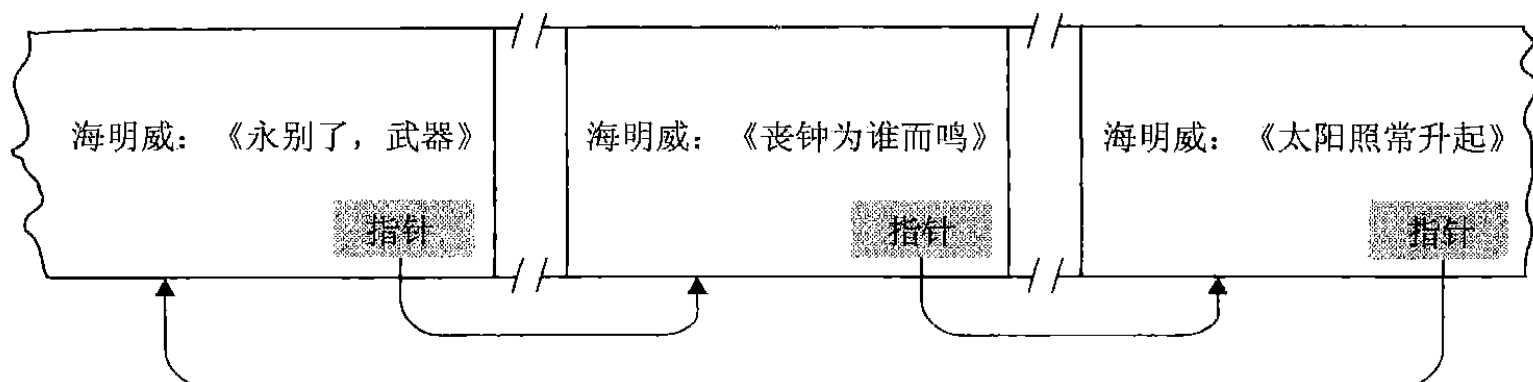 海明威：《永别了，武器》 海明威：《丧钟为谁而鸣》 海明威：《太阳照常升起》
指针 指针 指针